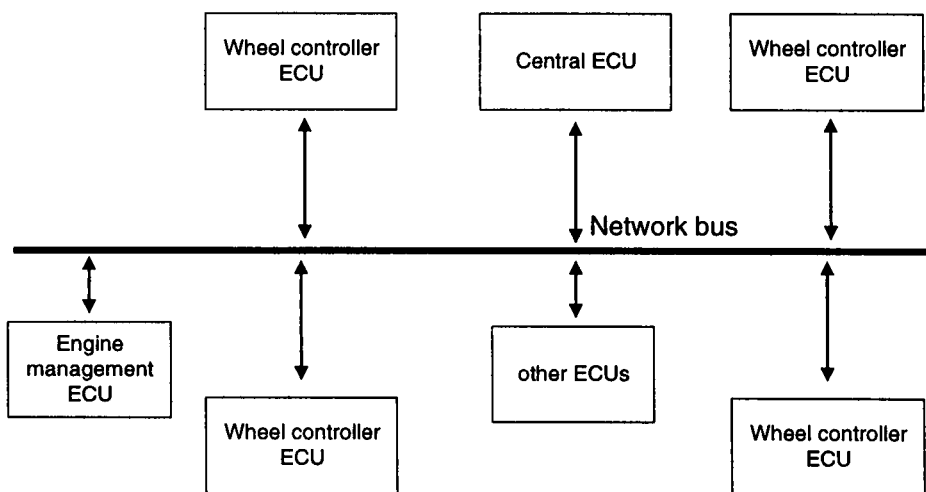 Wheel controller
ECU
Central ECU
Wheel controller
ECU
Network bus
Engine
management
ECU
Wheel controller
ECU
other ECUs
Wheel controller
ECU